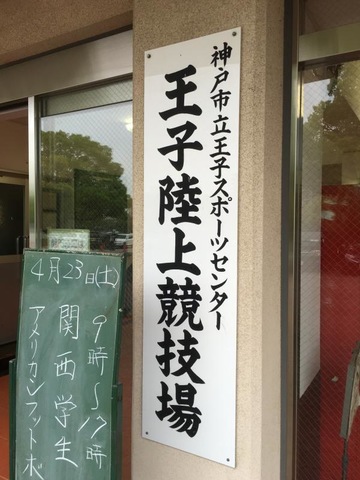 神戸市立王子スポーツセンター
王子陸上競技場
4月23日(土)
9時〜17時
関西学生
アメリカンフットボ